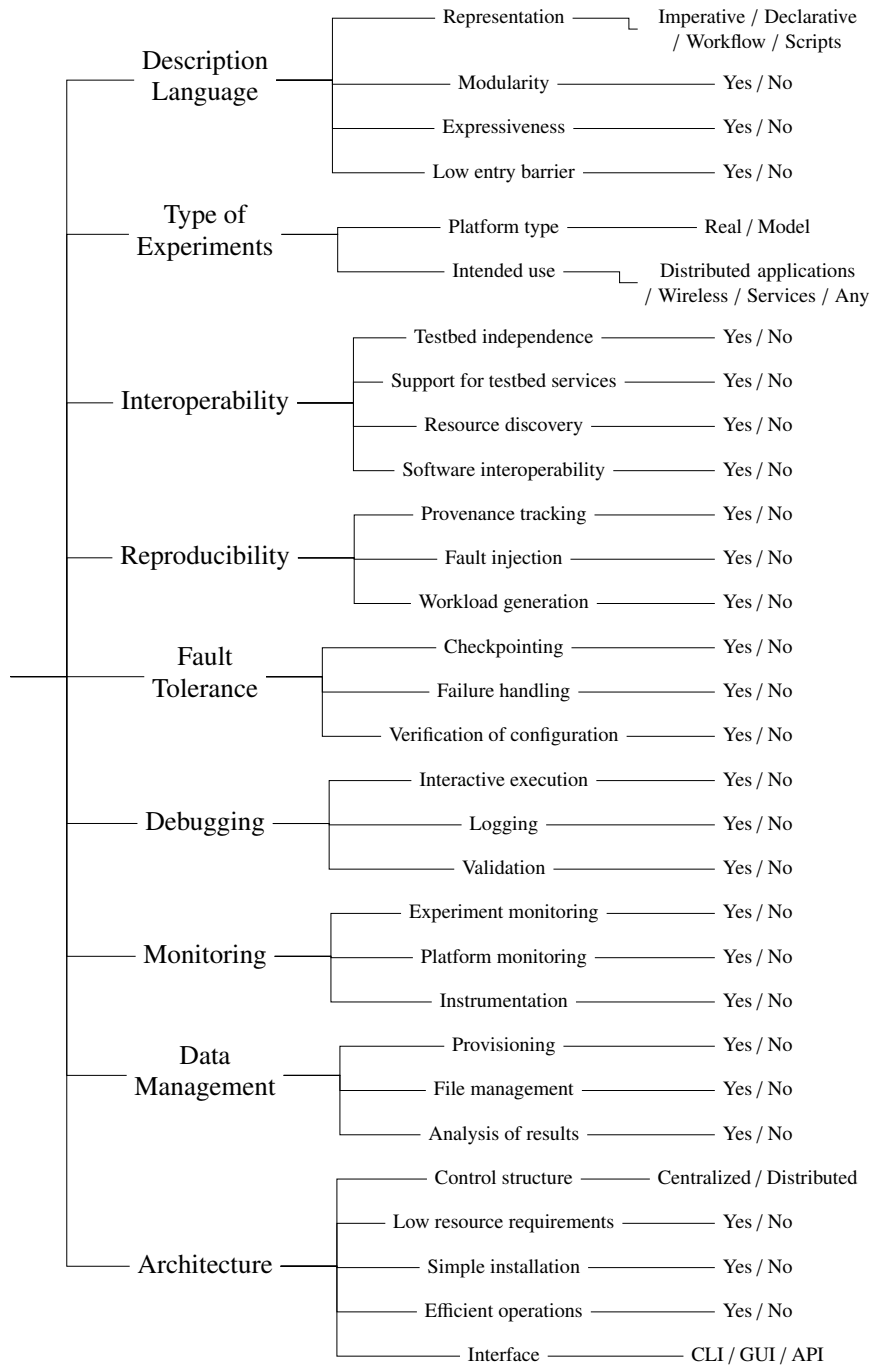 Description
Language
Representation
Imperative / Declarative
/ Workflow / Scripts
Modularity
Yes / No
Expressiveness
Yes / No
Low entry barrier
Yes / No
Type of
Experiments
Platform type
Real / Model
Intended use
Distributed applications
/ Wireless / Services / Any
Interoperability
Testbed independence
Yes / No
Support for testbed services
Yes / No
Resource discovery
Yes / No
Software interoperability
Yes / No
Reproducibility
Provenance tracking
Yes / No
Fault injection
Yes / No
Workload generation
Yes / No
Fault
Tolerance
Checkpointing
Yes / No
Failure handling
Yes / No
Verification of configuration
Yes / No
Debugging
Interactive execution
Yes / No
Logging
Yes / No
Validation
Yes / No
Monitoring
Experiment monitoring
Yes / No
Platform monitoring
Yes / No
Instrumentation
Yes / No
Data
Management
Provisioning
Yes / No
File management
Yes / No
Analysis of results
Yes / No
Architecture
Control structure
Centralized / Distributed
Low resource requirements
Yes / No
Simple installation
Yes / No
Efficient operations
Yes / No
Interface
CLI / GUI / API